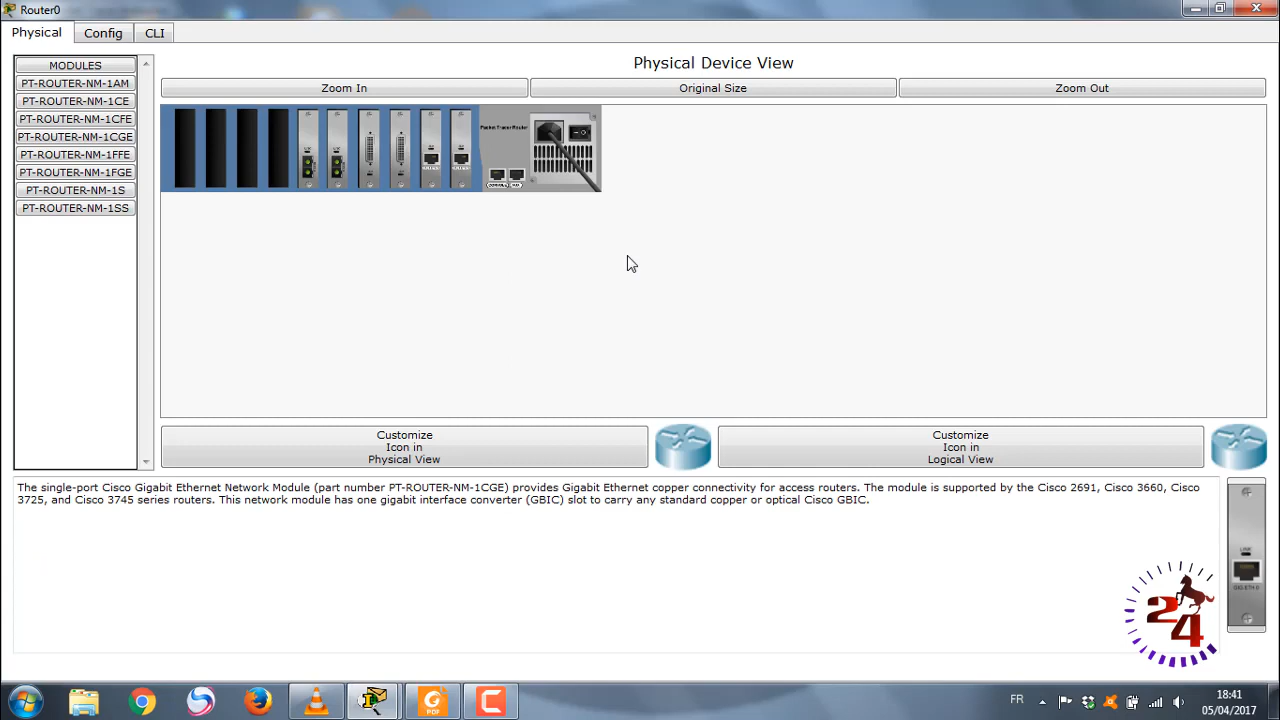 Router0
Physical
Config
CLI
MODULES
PT-ROUTER-NM-1AM
PT-ROUTER-NM-1CE
PT-ROUTER-NM-1CFE
PT-ROUTER-NM-1CGE
PT-ROUTER-NM-1FFE
PT-ROUTER-NM-1FGE
PT-ROUTER-NM-1S
PT-ROUTER-NM-1SS
Physical Device View
Zoom In
Original Size
Zoom Out
Packet Tracer Router
Customize
Icon in
Physical View
Customize
Icon in
Logical View
The single-port Cisco Gigabit Ethernet Network Module (part number PT-ROUTER-NM-1CGE) provides Gigabit Ethernet copper connectivity for access routers. The module is supported by the Cisco 2691, Cisco 3660, Cisco
3725, and Cisco 3745 series routers. This network module has one gigabit interface converter (GBIC) slot to carry any standard copper or optical Cisco GBIC.
24
FR
18:41
05/04/2017